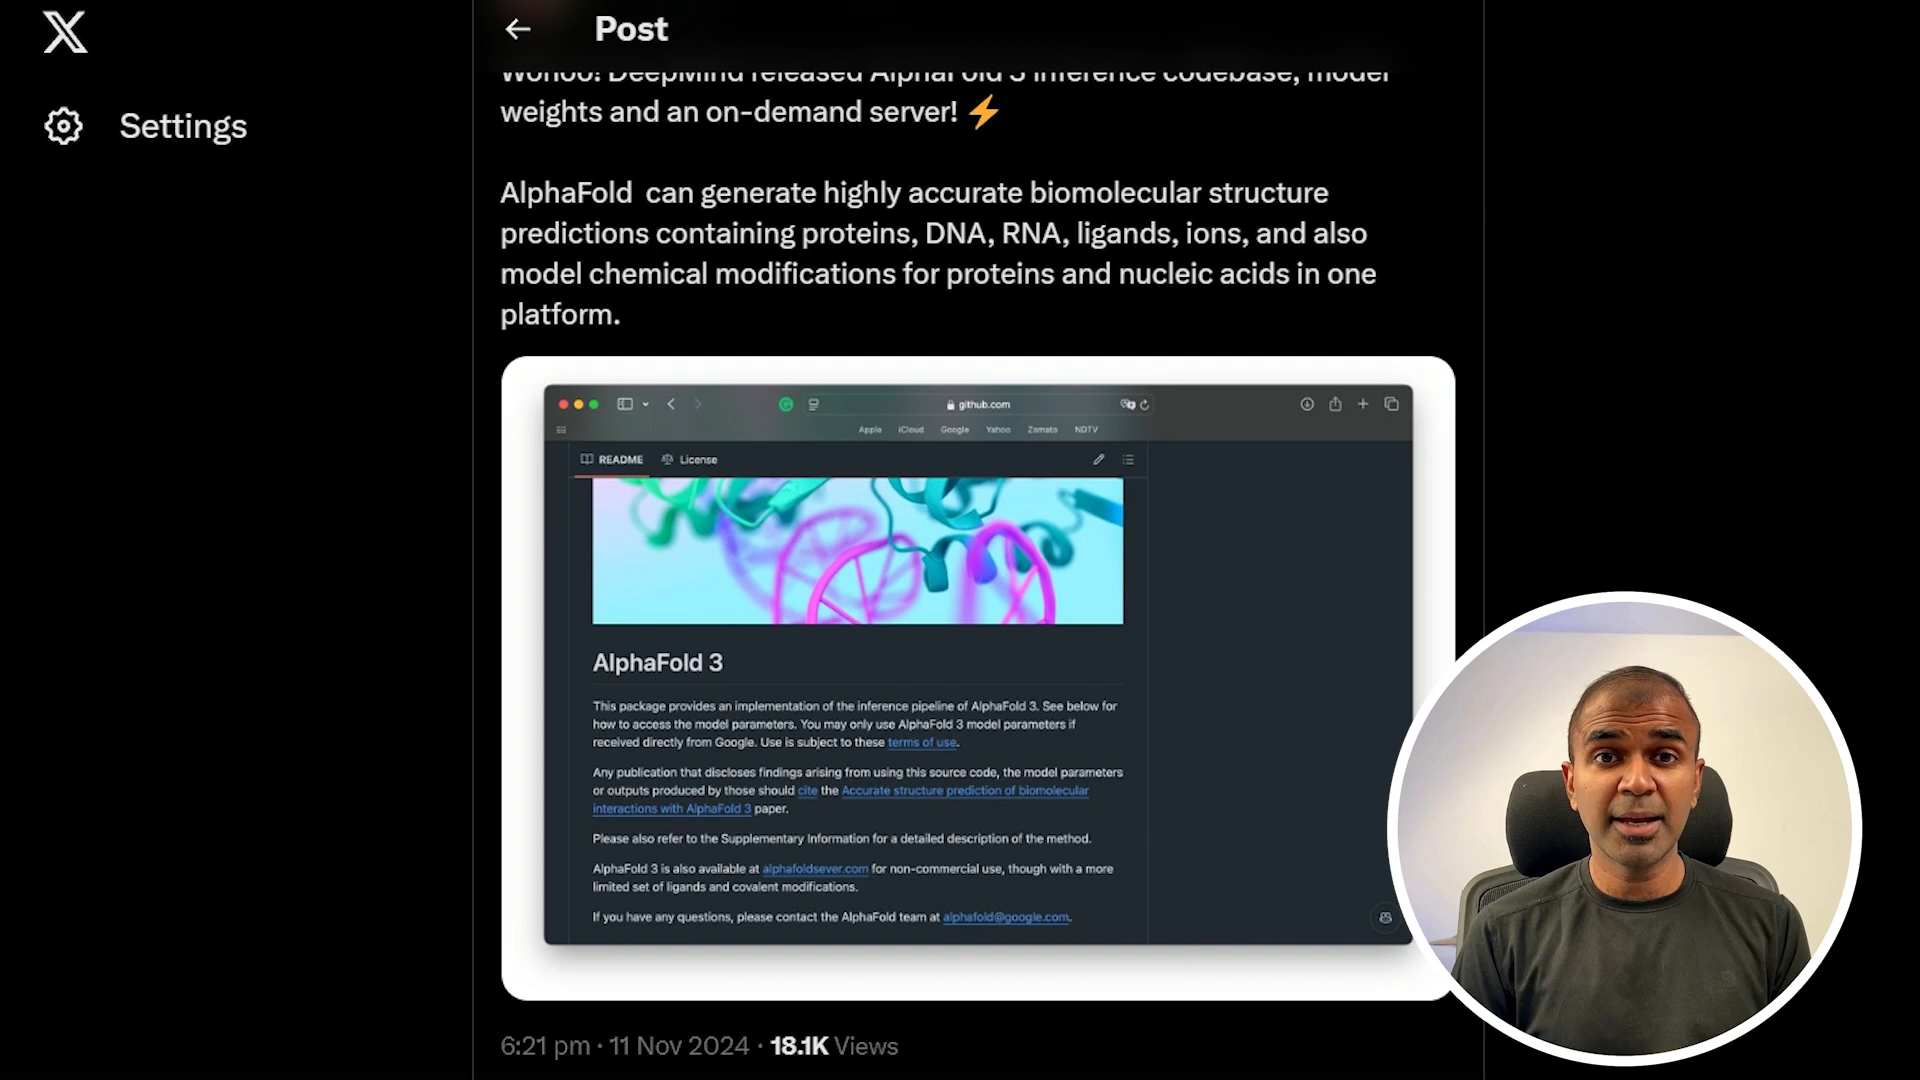 Post
Wohoo! DeepMind released AlphaFold 3 inference codebase, model
weights and an on-demand server! ⚡
Settings
AlphaFold can generate highly accurate biomolecular structure
predictions containing proteins, DNA, RNA, ligands, ions, and also
model chemical modifications for proteins and nucleic acids in one
platform.
github.com
Apple iCloud Google Yahoo Zomato NDTV
README License
AlphaFold 3
This package provides an implementation of the inference pipeline of AlphaFold 3. See below for
how to access the model parameters. You may only use AlphaFold 3 model parameters if
received directly from Google. Use is subject to these terms of use.
Any publication that discloses findings arising from using this source code, the model parameters
or outputs produced by those should cite the Accurate structure prediction of biomolecular
interactions with AlphaFold 3 paper.
Please also refer to the Supplementary Information for a detailed description of the method.
AlphaFold 3 is also available at alphafoldsever.com for non-commercial use, though with a more
limited set of ligands and covalent modifications.
If you have any questions, please contact the AlphaFold team at alphafold@google.com.
6:21 pm · 11 Nov 2024 · 18.1K Views